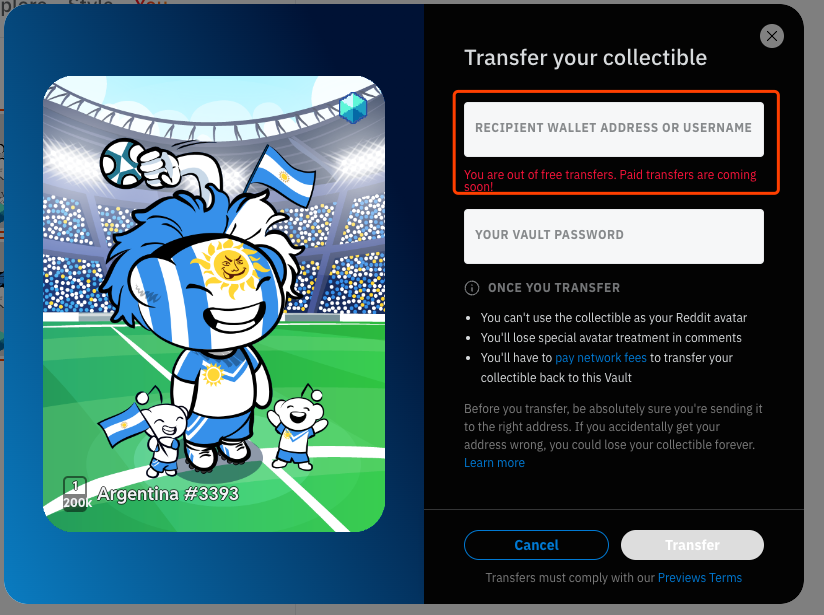 Style
You
Transfer your collectible
RECIPIENT WALLET ADDRESS OR USERNAME
You are out of free transfers. Paid transfers are coming
soon!
YOUR VAULT PASSWORD
ONCE YOU TRANSFER
You can't use the collectible as your Reddit avatar
You'll lose special avatar treatment in comments
You'll have to pay network fees to transfer your
collectible back to this Vault
Before you transfer, be absolutely sure you're sending it
to the right address. If you accidentally get your
address wrong, you could lose your collectible forever.
Learn more
1
200k
Argentina #3393
Cancel
Transfer
Transfers must comply with our Previews Terms